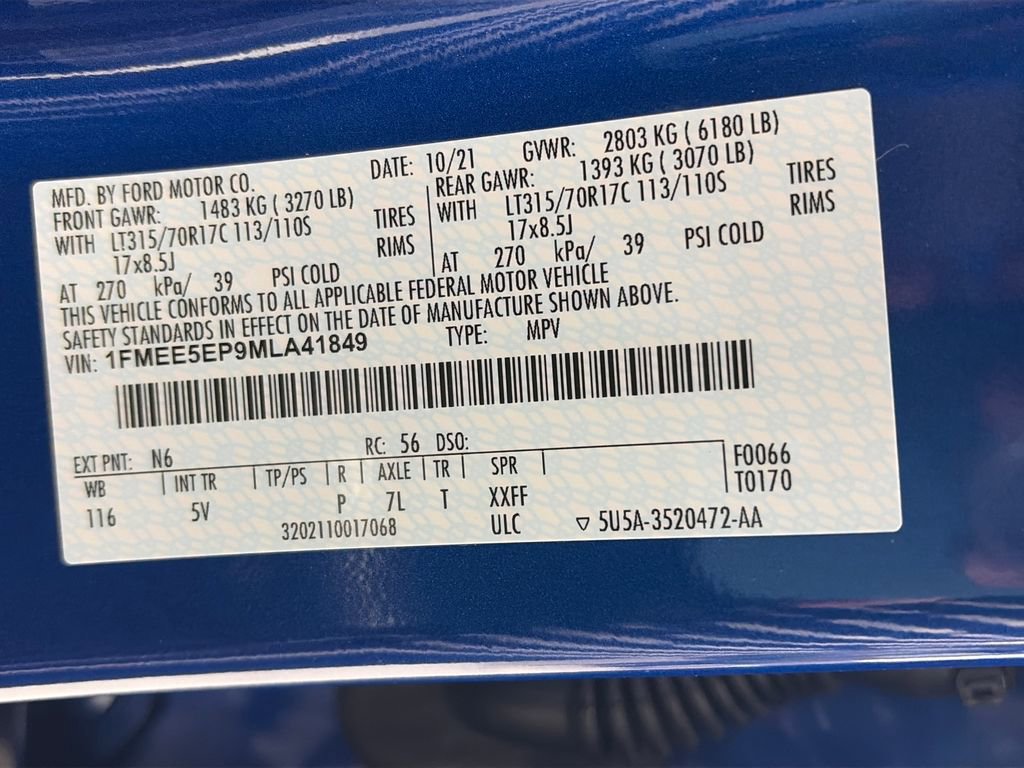 MFD. BY FORD MOTOR CO. DATE: 10/21 GVWR: 2803 KG ( 6180 LB)
FRONT GAWR: 1483 KG ( 3270 LB) REAR GAWR: 1393 KG ( 3070 LB)
WITH LT315/70R17C 113/110S TIRES WITH LT315/70R17C 113/110S TIRES
17x8.5J RIMS 17x8.5J RIMS
AT 270 kPa/ 39 PSI COLD AT 270 kPa/ 39 PSI COLD
THIS VEHICLE CONFORMS TO ALL APPLICABLE FEDERAL MOTOR VEHICLE
SAFETY STANDARDS IN EFFECT ON THE DATE OF MANUFACTURE SHOWN ABOVE.
VIN: 1FMEE5EP9MLA41849 TYPE: MPV
EXT PNT: N6 RC: 56 DSO:
WB INT TR TP/PS R AXLE TR SPR F0066
116 5V P 7L T XXFF T0170
3202110017068 ULC ▽ 5U5A-3520472-AA